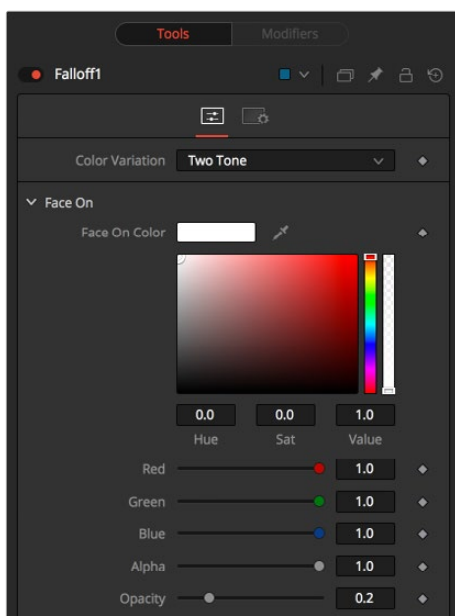 Tools Modifiers
Falloff1
Color Variation Two Tone
Face On
Face On Color
0.0 0.0 1.0
Hue Sat Value
Red 1.0
Green 1.0
Blue 1.0
Alpha 1.0
Opacity 0.2